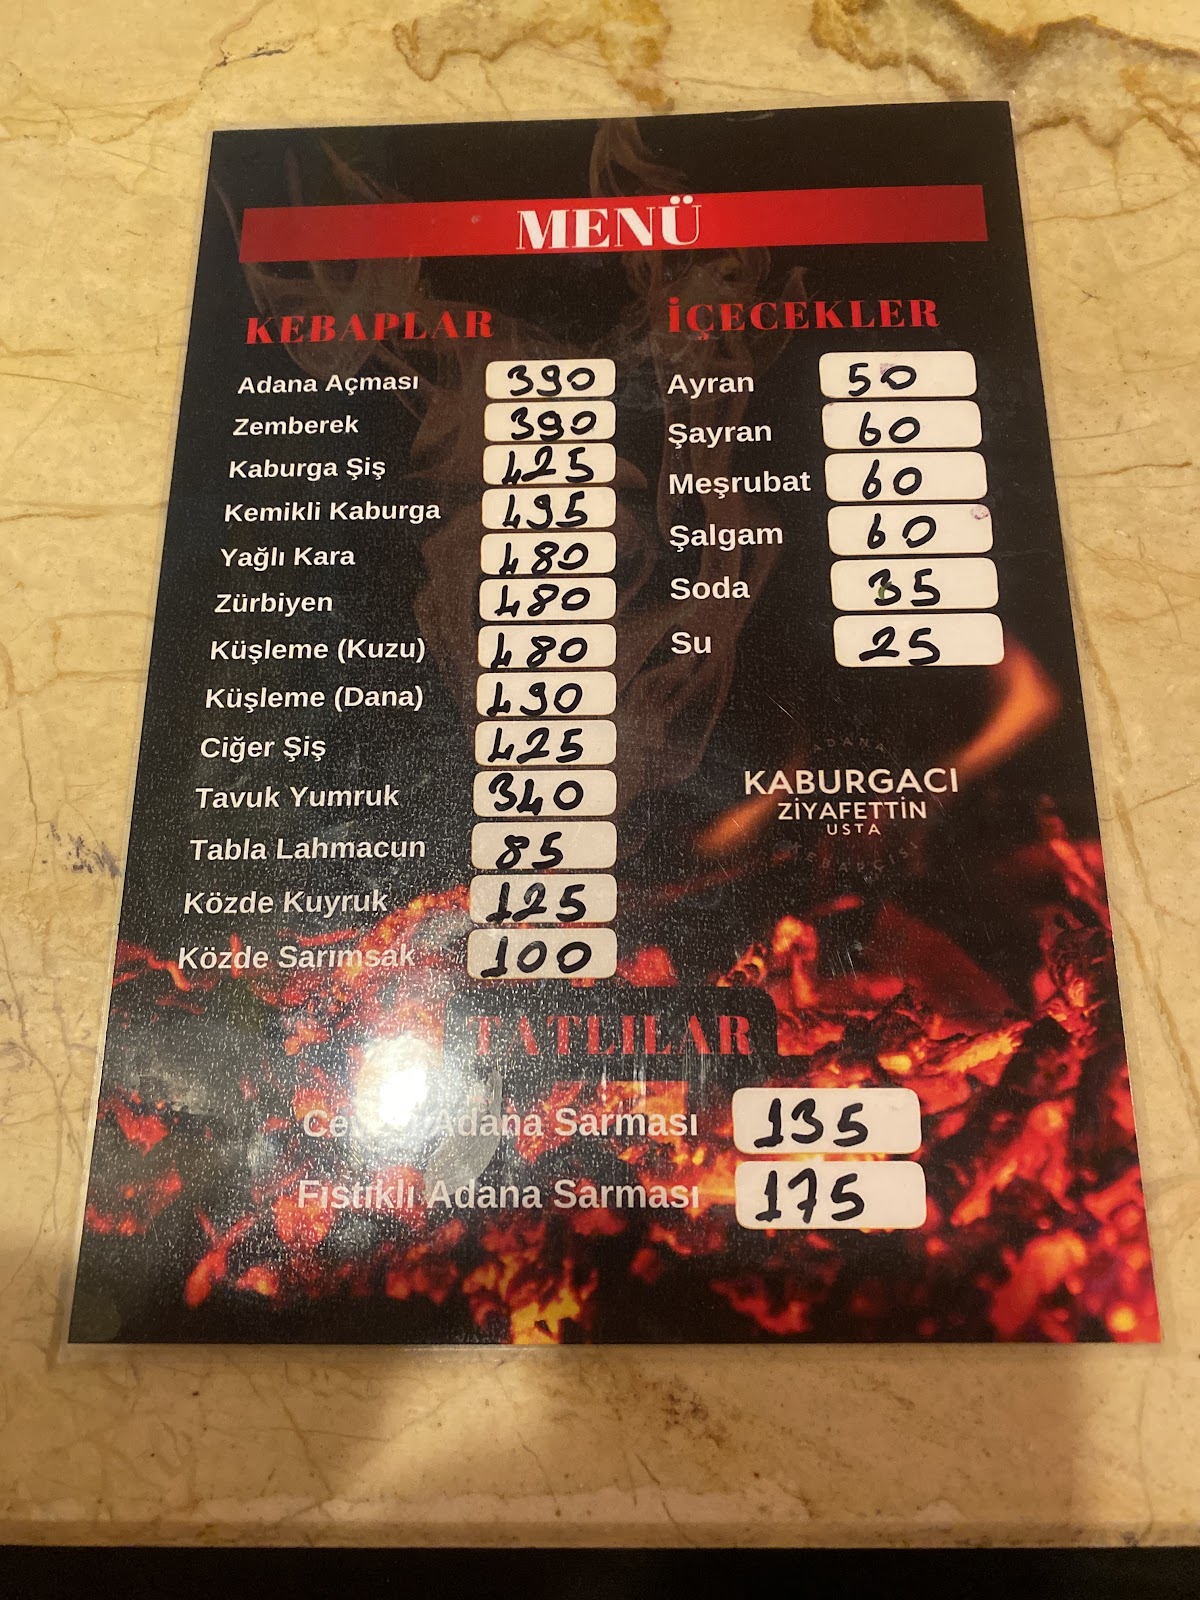 MENÜ
KEBAPLAR
Adana Açması 390
Zemberek 390
Kaburga Şiş 425
Kemikli Kaburga 495
Yağlı Kara 480
Zürbiyen 480
Küşleme (Kuzu) 480
Küşleme (Dana) 490
Ciğer Şiş 425
Tavuk Yumruk 340
Tabla Lahmacun 85
Közde Kuyruk 125
Közde Sarımsak 100
İÇECEKLER
Ayran 50
Şayran 60
Meşrubat 60
Şalgam 60
Soda 35
Su 25
ADANA
KABURGACI
ZİYAFETTİN
USTA
KEBAPÇISI
TATLILAR
Adana Sarması 135
Fıstıklı Adana Sarması 175